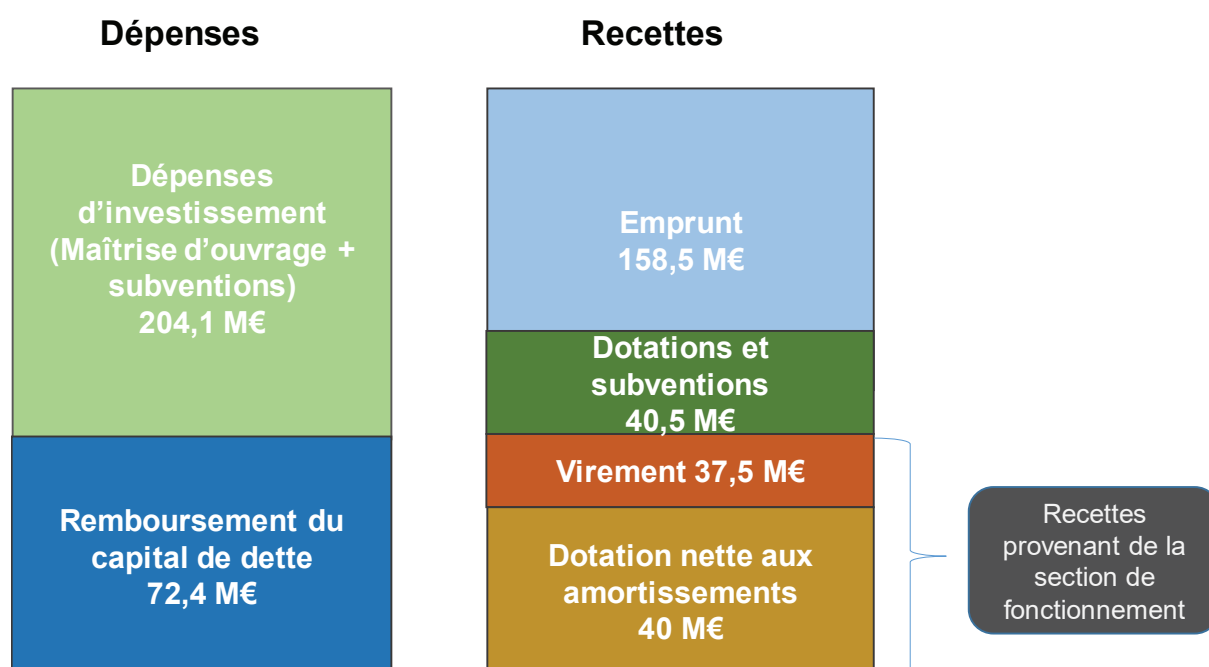 Dépenses
Recettes
Dépenses
d’investissement
(Maîtrise d’ouvrage +
subventions)
204,1 M€
Remboursement du
capital de dette
72,4 M€
Emprunt
158,5 M€
Dotations et
subventions
40,5 M€
Virement 37,5 M€
Dotation nette aux
amortissements
40 M€
Recettes
provenant de la
section de
fonctionnement